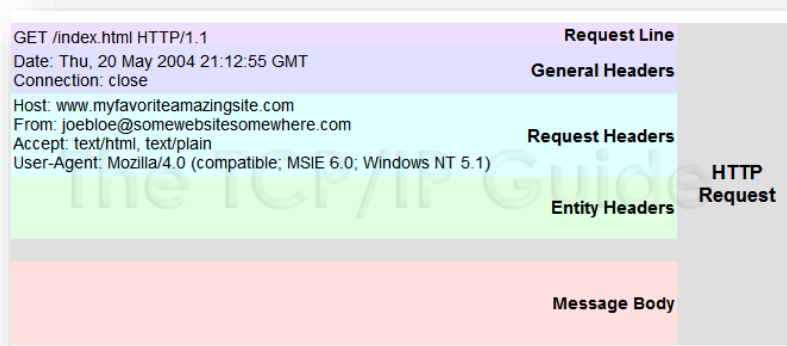 GET /index.html HTTP/1.1 Request Line
Date: Thu, 20 May 2004 21:12:55 GMT
Connection: close
General Headers
Host: www.myfavoriteamazingsite.com
From: joebloe@somewebsitesomewhere.com
Accept: text/html, text/plain
User-Agent: Mozilla/4.0 (compatible; MSIE 6.0; Windows NT 5.1)
Request Headers
Entity Headers
Message Body
HTTP
Request
The TCP/IP Guide